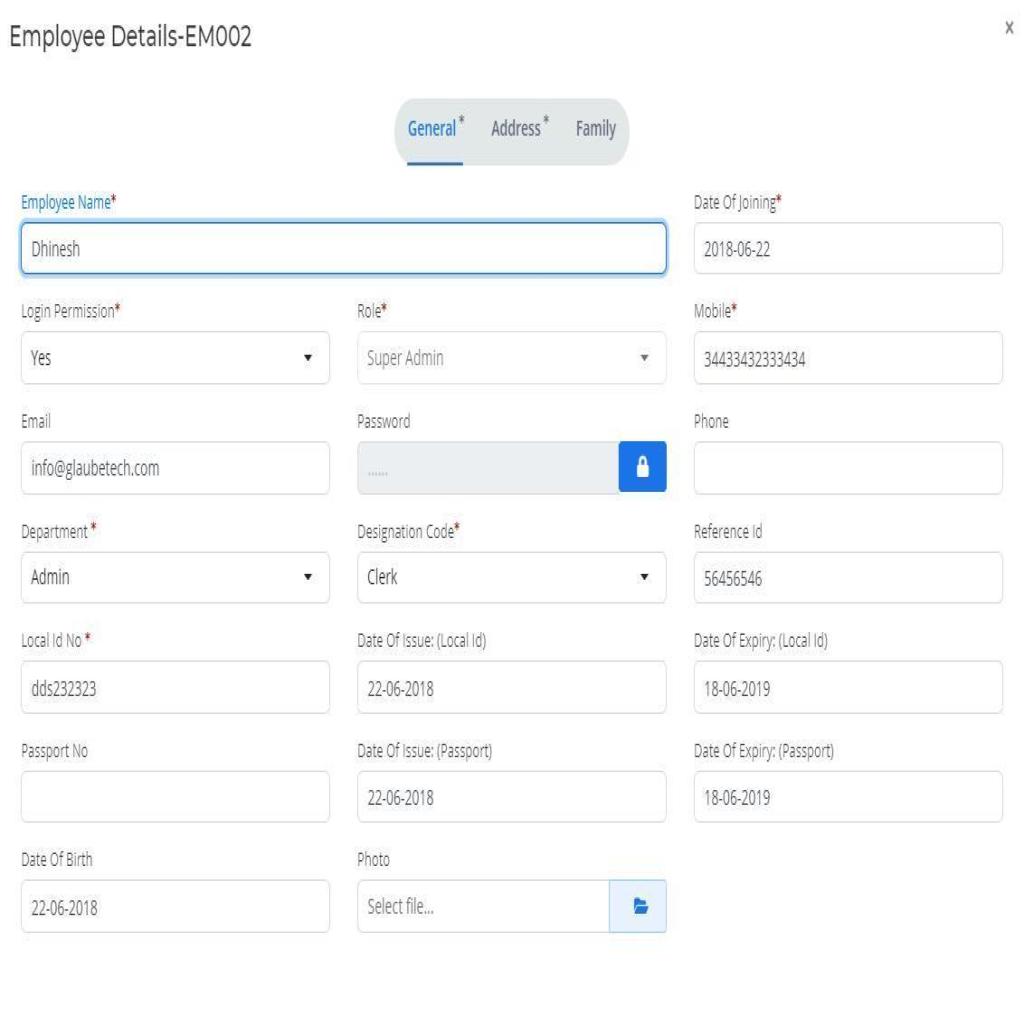 Employee Details-EM002 x
General * Address * Family
Employee Name* Date Of Joining*
Dhinesh 2018-06-22
Login Permission* Role* Mobile*
Yes Super Admin 34433432333434
Email Password Phone
info@glaubetech.com ......
Department * Designation Code* Reference Id
Admin Clerk 56456546
Local Id No * Date Of Issue: (Local Id) Date Of Expiry: (Local Id)
dds232323 22-06-2018 18-06-2019
Passport No Date Of Issue: (Passport) Date Of Expiry: (Passport)
22-06-2018 18-06-2019
Date Of Birth Photo
22-06-2018 Select file...